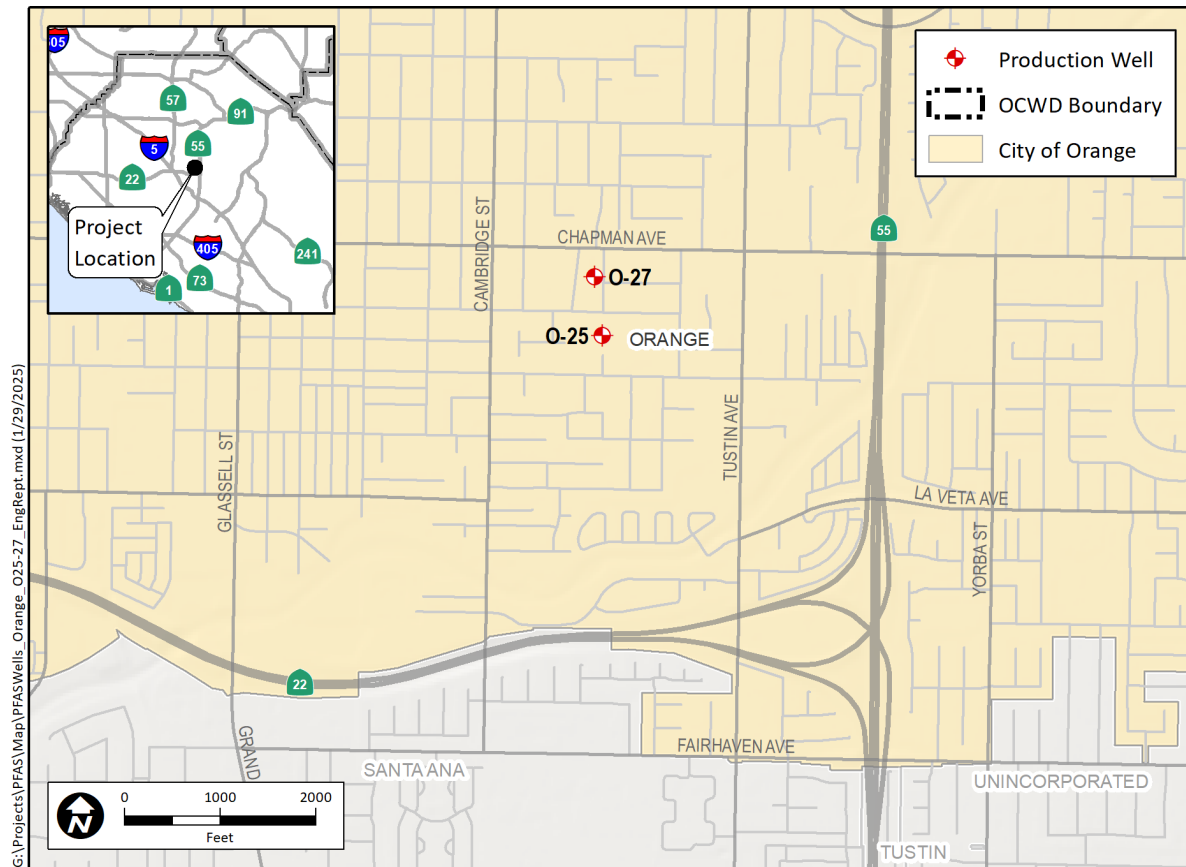 G:\Projects\PFAS\Map\PFASWells_Orange_O25-27_EngRept.mxd (1/29/2025)
405
57
91
5
55
22
Project
Location
405
241
73
1
Production Well
OCWD Boundary
City of Orange
55
CHAPMAN AVE
CAMBRIDGE ST
O-27
O-25
ORANGE
TUSTIN AVE
GLASSELL ST
LA VETA AVE
YORBA ST
22
GRAND
FAIRHAVEN AVE
SANTA ANA
UNINCORPORATED
TUSTIN
N
0 1000 2000
Feet